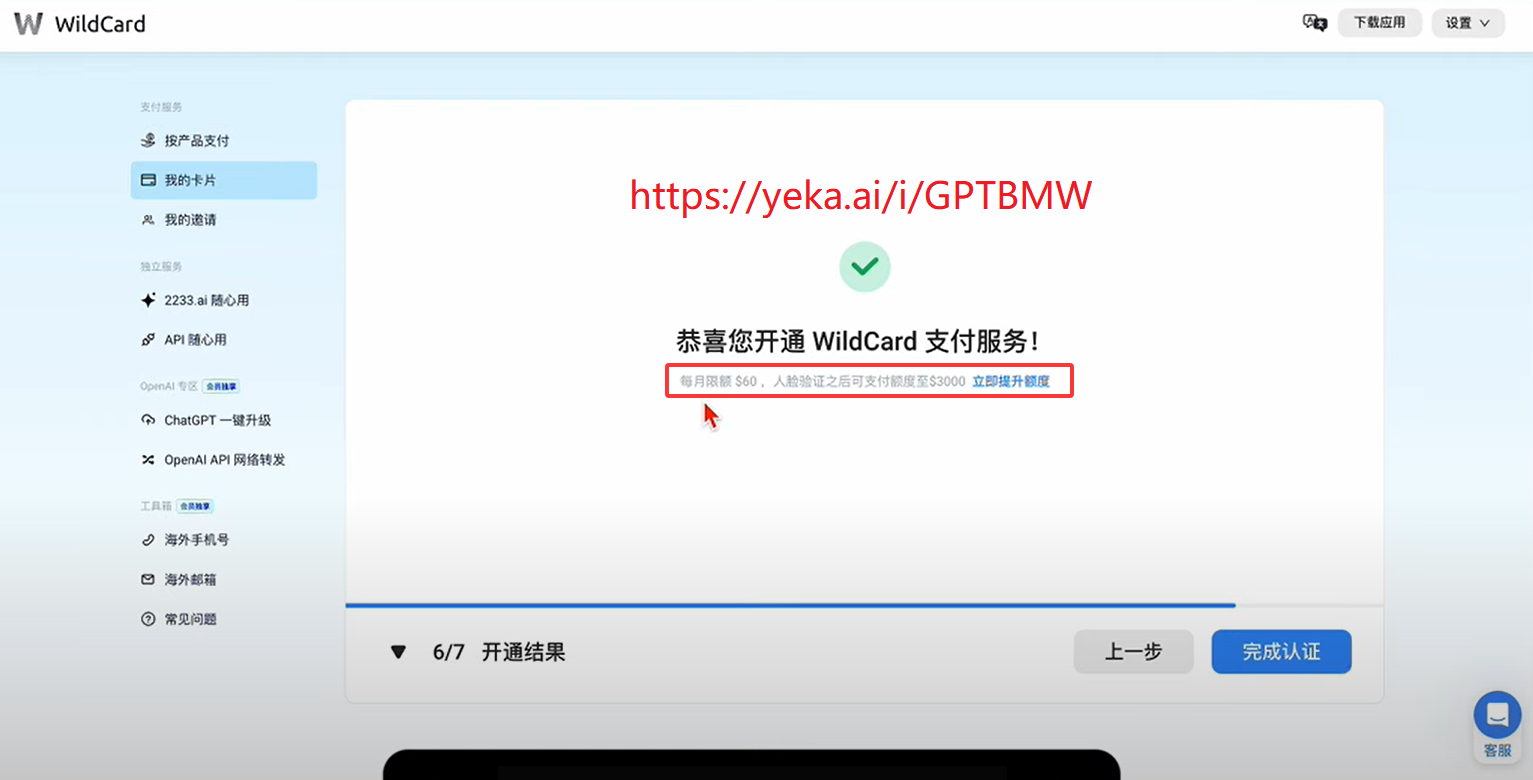 WildCard
下载应用
设置
支付服务
按产品支付
我的卡片
我的邀请
独立服务
2233.ai 随心用
API 随心用
OpenAI 专区 会员独享
ChatGPT 一键升级
OpenAI API 网络转发
工具箱 会员独享
海外手机号
海外邮箱
常见问题
https://yeka.ai/i/GPTBMW
恭喜您开通 WildCard 支付服务!
每月限额 $60 ，人脸验证之后可支付额度至$3000 立即提升额度
6/7 开通结果
上一步
完成认证
客服